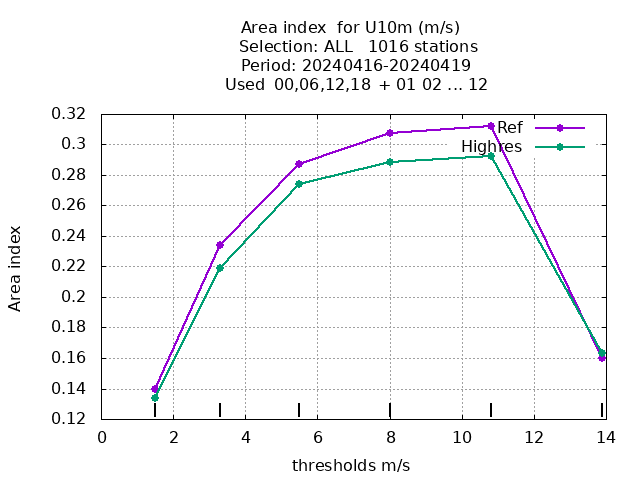 Area index  for U10m (m/s)
Selection: ALL   1016 stations
Period: 20240416-20240419
Used  00,06,12,18  + 01 02 ... 12
Ref
Highres
0.32
0.3
0.28
0.26
0.24
0.22
0.2
0.18
0.16
0.14
0.12
Area index
0 2 4 6 8 10 12 14
thresholds m/s